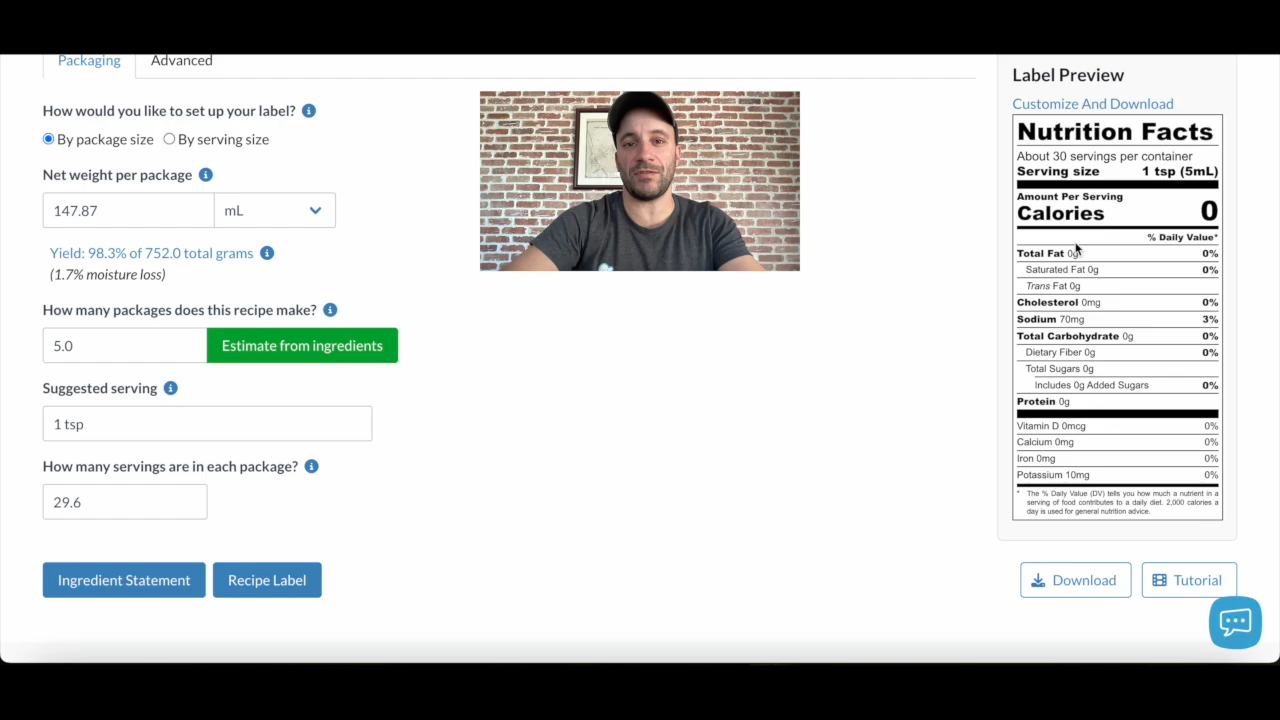 Packaging
Advanced
How would you like to set up your label?
By package size
By serving size
Net weight per package
147.87
mL
Yield: 98.3% of 752.0 total grams
(1.7% moisture loss)
How many packages does this recipe make?
5.0
Estimate from ingredients
Suggested serving
1 tsp
How many servings are in each package?
29.6
Ingredient Statement
Recipe Label
Label Preview
Customize And Download
Nutrition Facts
About 30 servings per container
Serving size 1 tsp (5mL)
Amount Per Serving
Calories 0
% Daily Value*
Total Fat 0g 0%
Saturated Fat 0g 0%
Trans Fat 0g
Cholesterol 0mg 0%
Sodium 70mg 3%
Total Carbohydrate 0g 0%
Dietary Fiber 0g 0%
Total Sugars 0g
Includes 0g Added Sugars 0%
Protein 0g
Vitamin D 0mcg 0%
Calcium 0mg 0%
Iron 0mg 0%
Potassium 10mg 0%
* The % Daily Value (DV) tells you how much a nutrient in a
serving of food contributes to a daily diet. 2,000 calories a
day is used for general nutrition advice.
Download
Tutorial